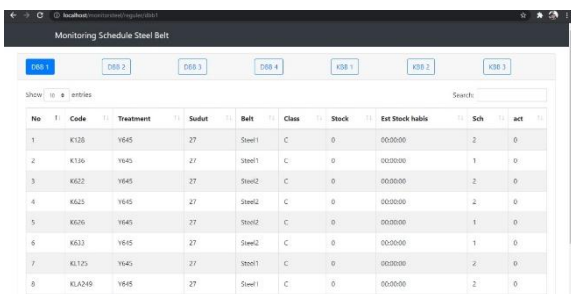 localhost/monitorsteel/reguler/dbb1
Monitoring Schedule Steel Belt
DBB 1 DBB 2 DBB 3 DBB 4 KBB 1 KBB 2 KBB 3
Show 10 entries Search:
No Code Treatment Sudut Belt Class Stock Est Stock habis Sch act
1 K128 Y645 27 Steel1 C 0 00:00:00 2 0
2 K136 Y645 27 Steel1 C 0 00:00:00 1 0
3 K622 Y645 27 Steel2 C 0 00:00:00 2 0
4 K625 Y645 27 Steel2 C 0 00:00:00 2 0
5 K626 Y645 27 Steel2 C 0 00:00:00 1 0
6 K633 Y645 27 Steel2 C 0 00:00:00 1 0
7 KL125 Y645 27 Steel1 C 0 00:00:00 2 0
8 KLA249 Y645 27 Steel1 C 0 00:00:00 2 0